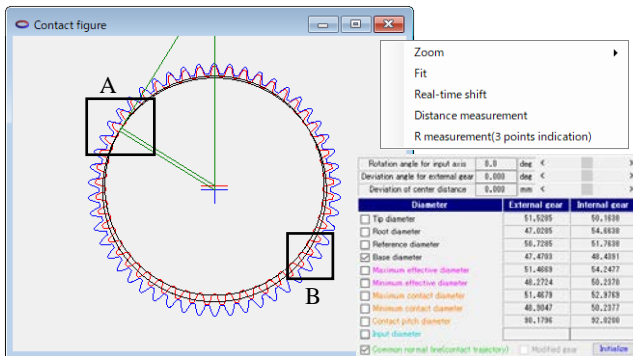 Contact figure
A
B
Zoom
Fit
Real-time shift
Distance measurement
R measurement(3 points indication)
Rotation angle for input axis 0.0 deg <
Deviation angle for external gear 0.000 deg <
Deviation of center distance 0.000 mm <
Diameter External gear Internal gear
Tip diameter 51.5285 50.1630
Root diameter 47.0285 54.6630
Reference diameter 50.7285 51.7630
Base diameter 47.4703 48.4391
Maximum effective diameter 51.4669 54.2477
Minimum effective diameter 48.2724 50.2370
Maximum contact diameter 51.4679 52.9769
Minimum contact diameter 48.9047 50.2377
Contact pitch diameter 90.1796 92.0200
Input diameter
Common normal line(contact trajectory) Modified gear Initialize